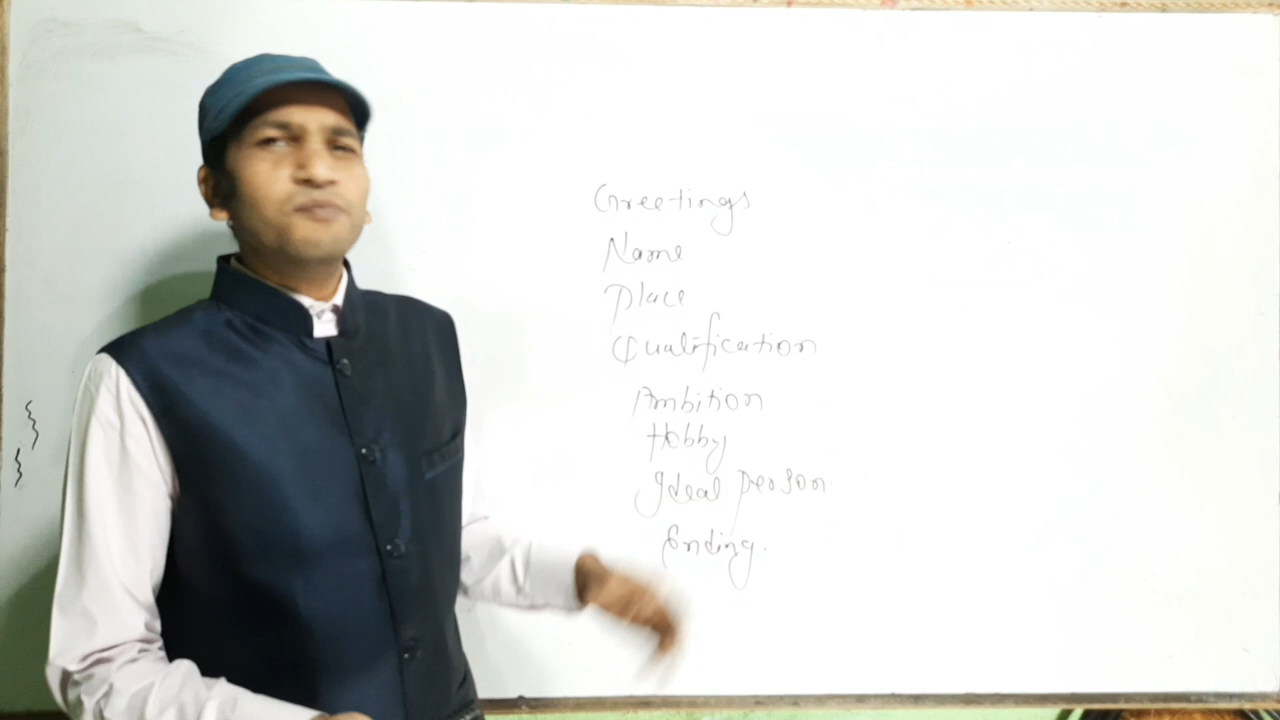 Greetings
Name
Place
Qualification
Ambition
Hobby
Ideal person
Ending.